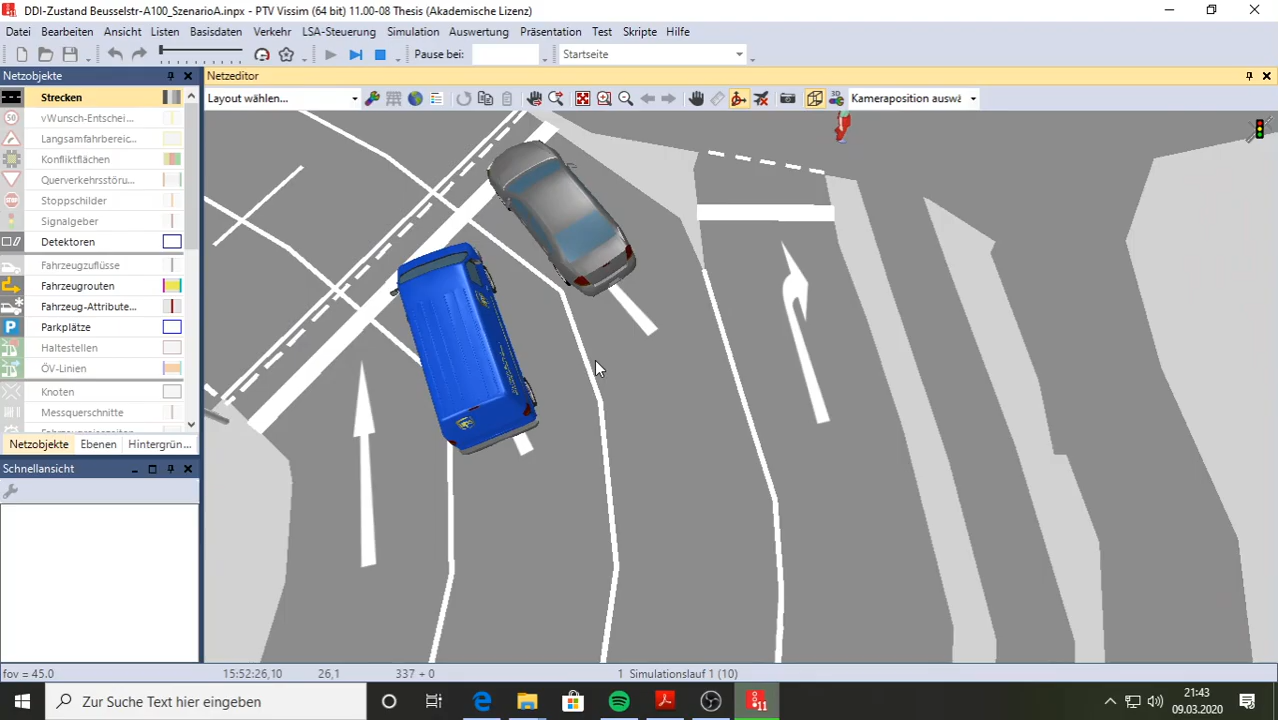 DDI-Zustand Beusselstr-A100_SzenarioA.inpx - PTV Vissim (64 bit) 11.00-08 Thesis (Akademische Lizenz)
Datei Bearbeiten Ansicht Listen Basisdaten Verkehr LSA-Steuerung Simulation Auswertung Präsentation Test Skripte Hilfe
Pause bei: Startseite
Netzobjekte
Netzeditor
Layout wählen...
3D
Kameraposition auswä
Strecken
50 vWunsch-Entschei...
Langsamfahrbereic...
Konfliktflächen
Querverkehrsstöru...
Stoppschilder
Signalgeber
Detektoren
Fahrzeugzuflüsse
Fahrzeugrouten
Fahrzeug-Attribute...
P Parkplätze
Haltestellen
ÖV-Linien
Knoten
Messquerschnitte
Netzobjekte Ebenen Hintergrün...
Schnellansicht
fov = 45.0 15:52:26,10 26,1 337 + 0 1 Simulationslauf 1 (10)
Zur Suche Text hier eingeben
11
21:43
09.03.2020